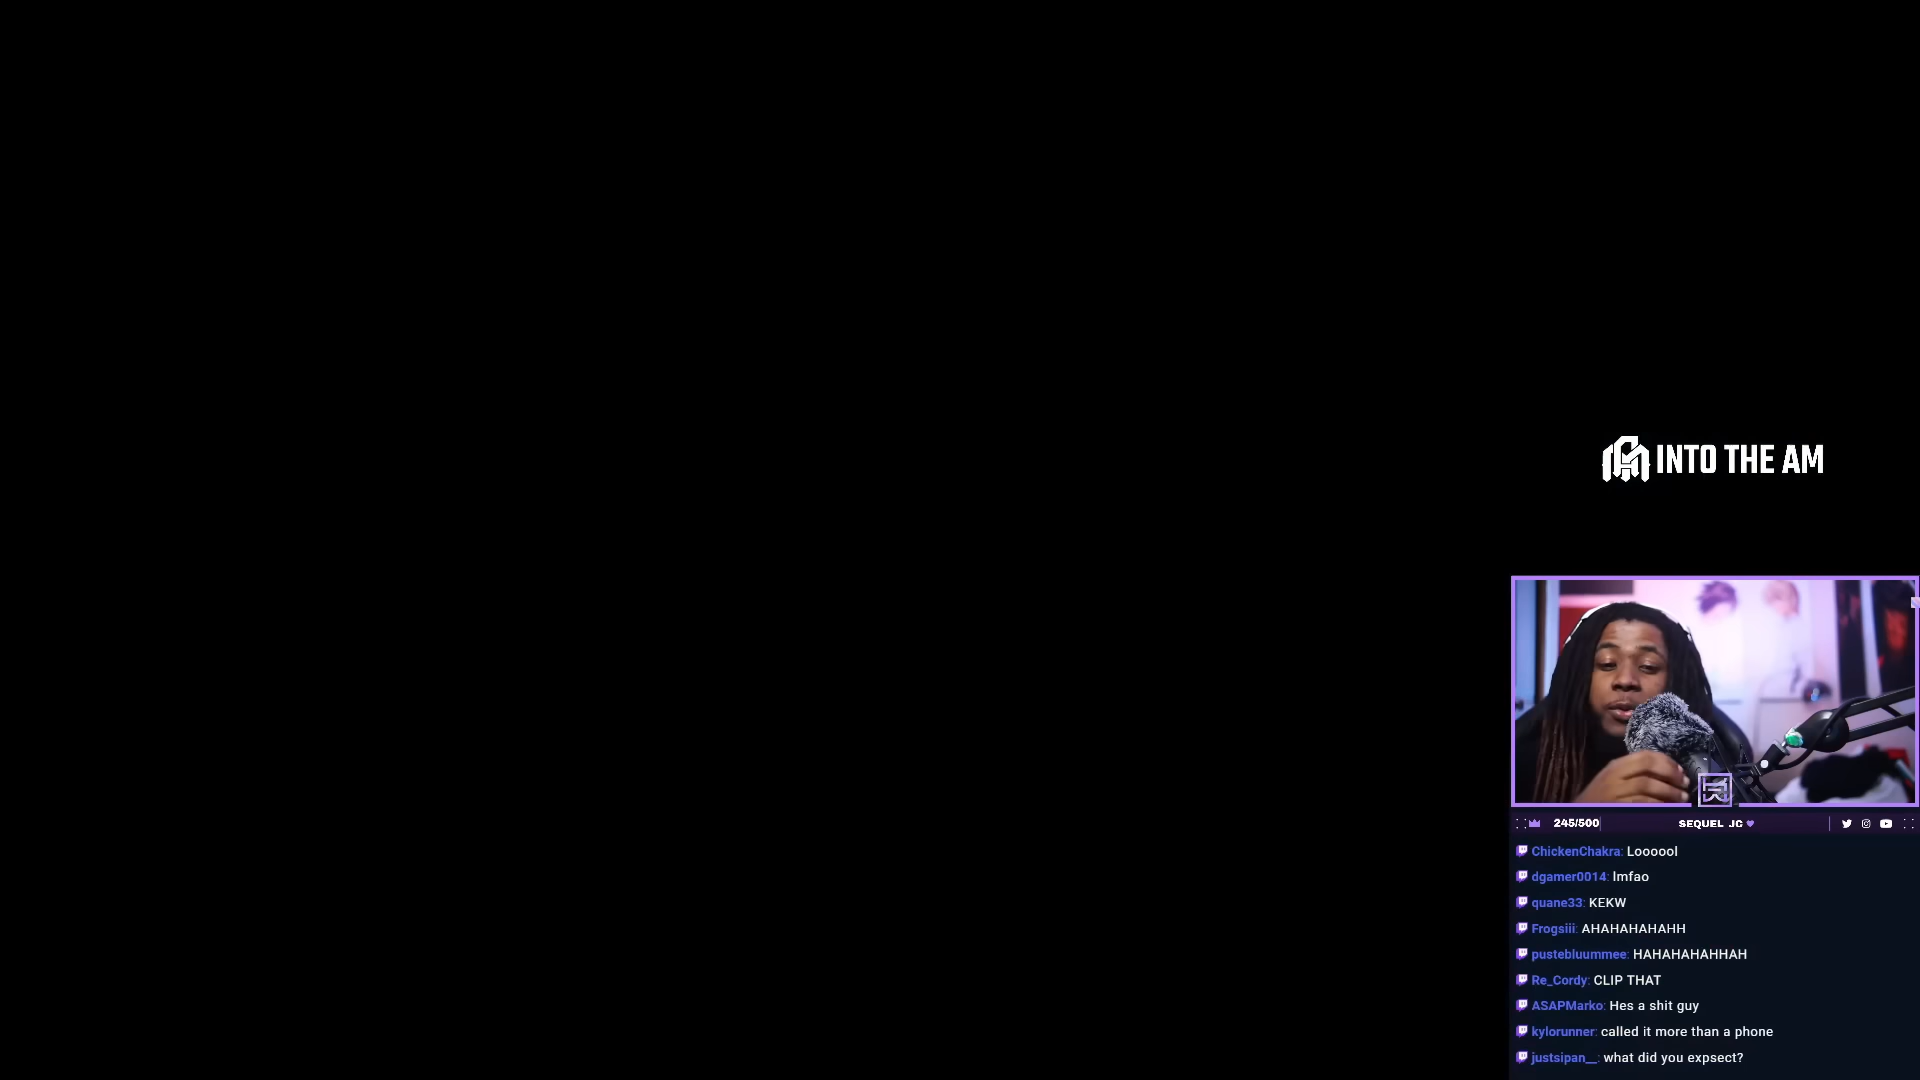 INTO THE AM
245/500
SEQUEL JC
ChickenChakra: Loooool
dgamer0014: lmfao
quane33: KEKW
Frogsiii: AHAHAHAHAHH
pustebluummee: HAHAHAHAHHAH
Re_Cordy: CLIP THAT
ASAPMarko: Hes a shit guy
kylorunner: called it more than a phone
justsipan__: what did you expsect?